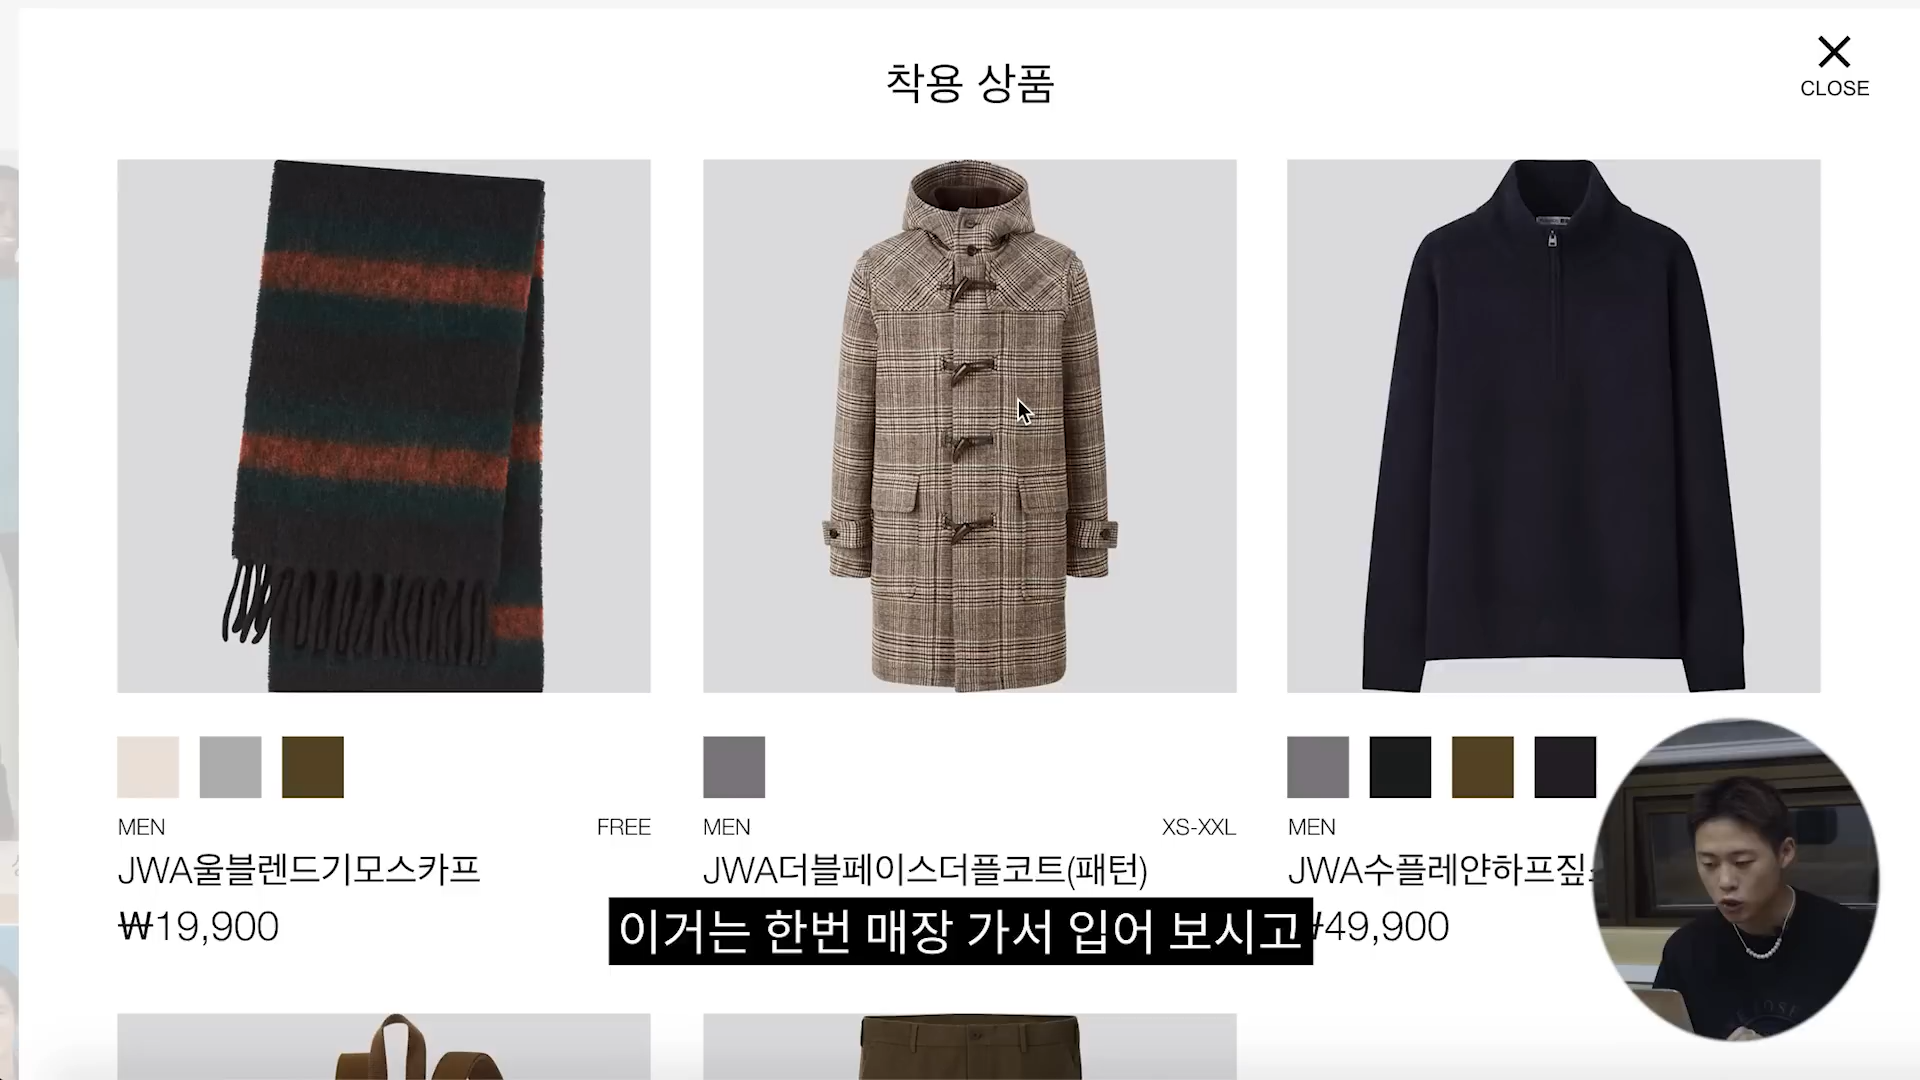 착용 상품
CLOSE
MEN
FREE
JWA울블렌드기모스카프
₩19,900
MEN
XS-XXL
JWA더블페이스더플코트(패턴)
MEN
JWA수플레얀하프짚
₩49,900
이거는 한번 매장 가서 입어 보시고